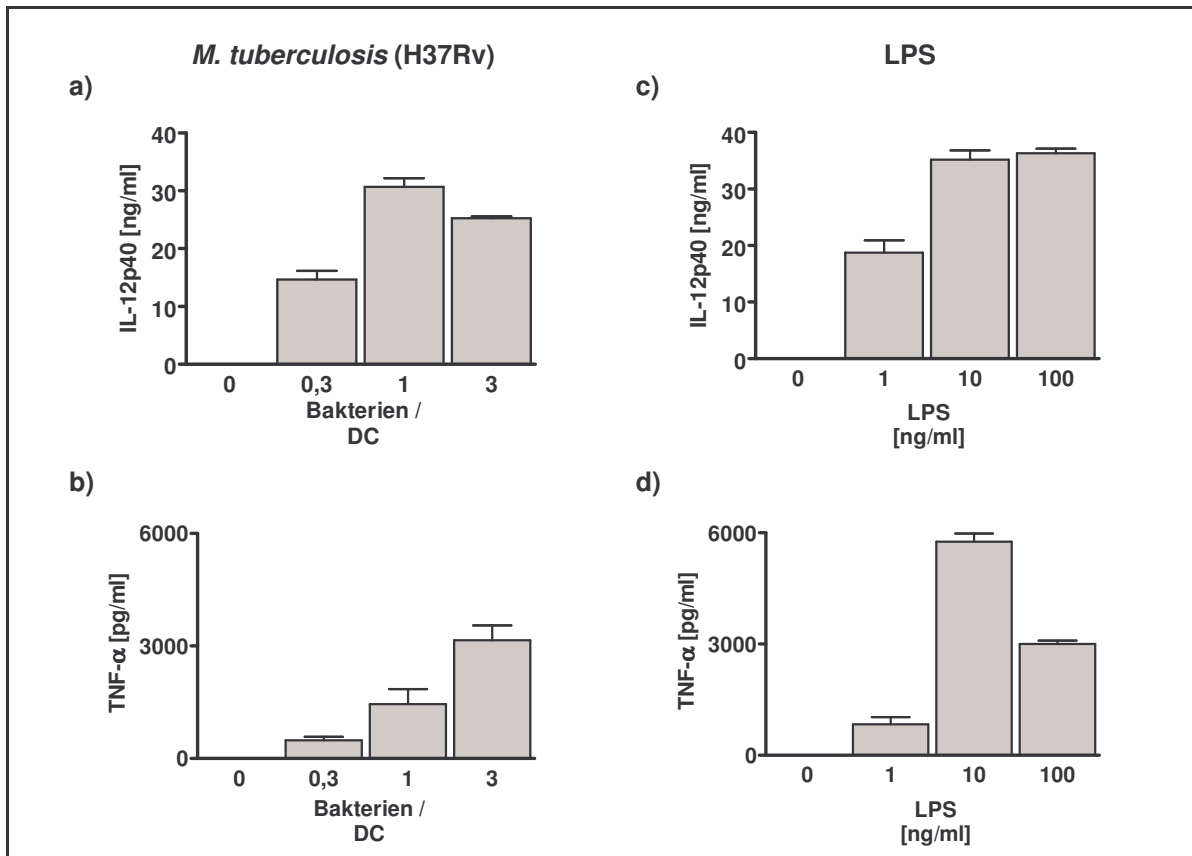 M. tuberculosis (H37Rv)
a)
IL-12p40 [ng/ml]
40
30
20
10
0
0 0,3 1 3
Bakterien /
DC
LPS
c)
IL-12p40 [ng/ml]
40
30
20
10
0
0 1 10 100
LPS
[ng/ml]
b)
TNF-α [pg/ml]
6000
3000
0
0 0,3 1 3
Bakterien /
DC
d)
TNF-α [pg/ml]
6000
3000
0
0 1 10 100
LPS
[ng/ml]